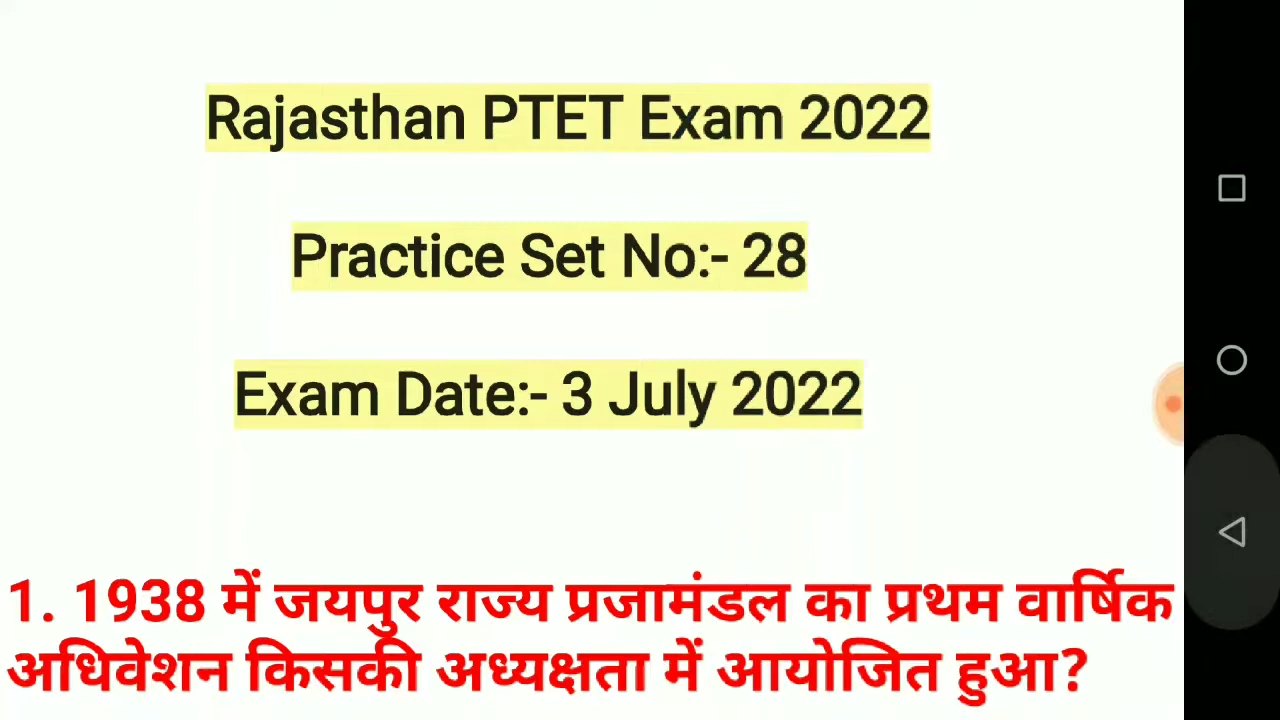 Rajasthan PTET Exam 2022
Practice Set No:- 28
Exam Date:- 3 July 2022
1. 1938 में जयपुर राज्य प्रजामंडल का प्रथम वार्षिक
अधिवेशन किसकी अध्यक्षता में आयोजित हुआ?